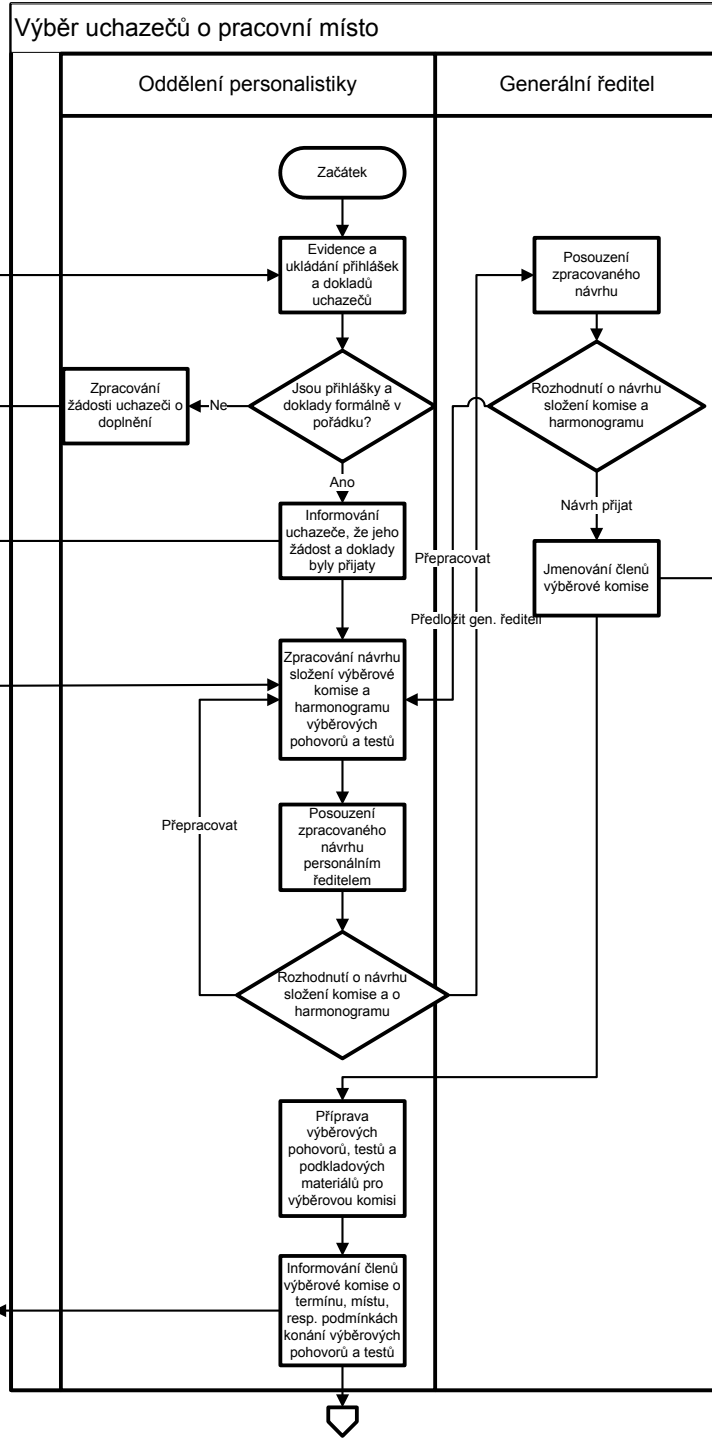 Výběr uchazečů o pracovní místo
Oddělení personalistiky
Generální ředitel
Začátek
Evidence a
ukládání přihlášek
a dokladů
uchazečů
Posouzení
zpracovaného
návrhu
Zpracování
žádosti uchazeči o
doplnění
Ne
Jsou přihlášky a
doklady formálně v
pořádku?
Rozhodnutí o návrhu
složení komise a
harmonogramu
Ano
Návrh přijat
Informování
uchazeče, že jeho
žádost a doklady
byly přijaty
Přepracovat
Jmenování členů
výběrové komise
Předložit gen. řediteli
Zpracování návrhu
složení výběrové
komise a
harmonogramu
výběrových
pohovorů a testů
Přepracovat
Posouzení
zpracovaného
návrhu
personálním
ředitelem
Rozhodnutí o návrhu
složení komise a o
harmonogramu
Příprava
výběrových
pohovorů, testů a
podkladových
materiálů pro
výběrovou komisi
Informování členů
výběrové komise o
termínu, místu,
resp. podmínkách
konání výběrových
pohovorů a testů